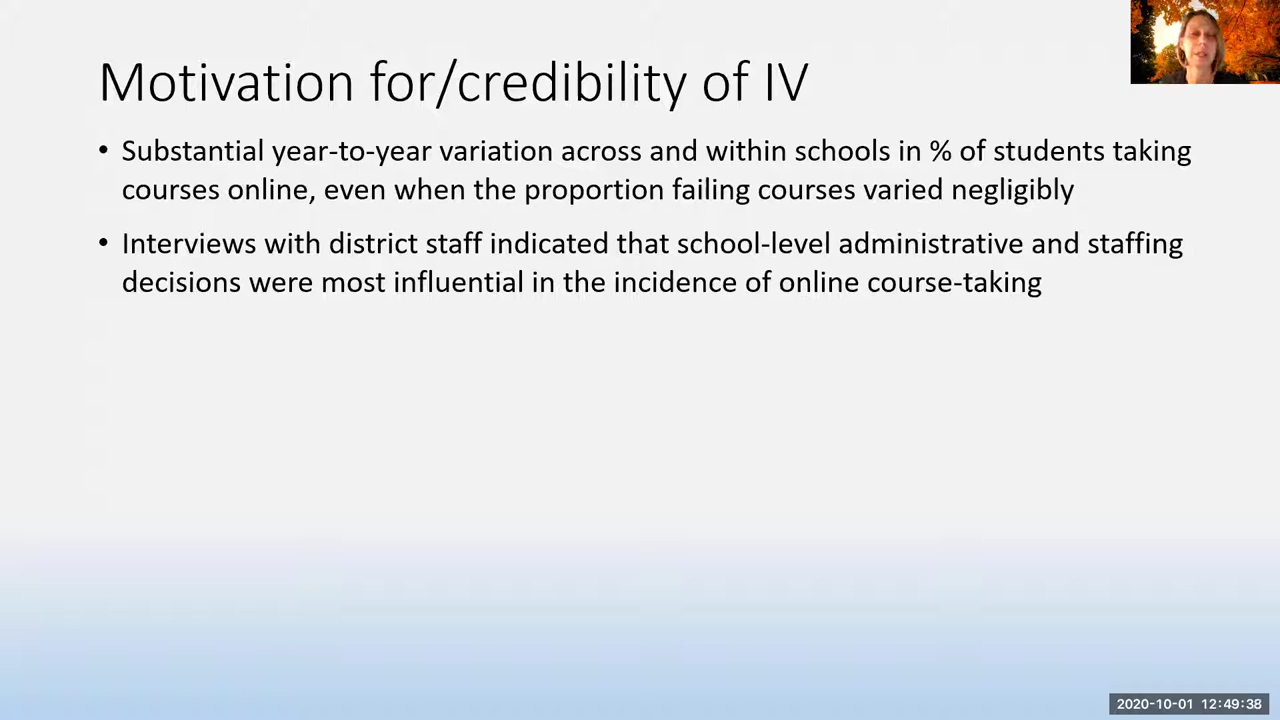 Motivation for/credibility of IV
• Substantial year-to-year variation across and within schools in % of students taking
courses online, even when the proportion failing courses varied negligibly
• Interviews with district staff indicated that school-level administrative and staffing
decisions were most influential in the incidence of online course-taking
2020-10-01 12:49:38